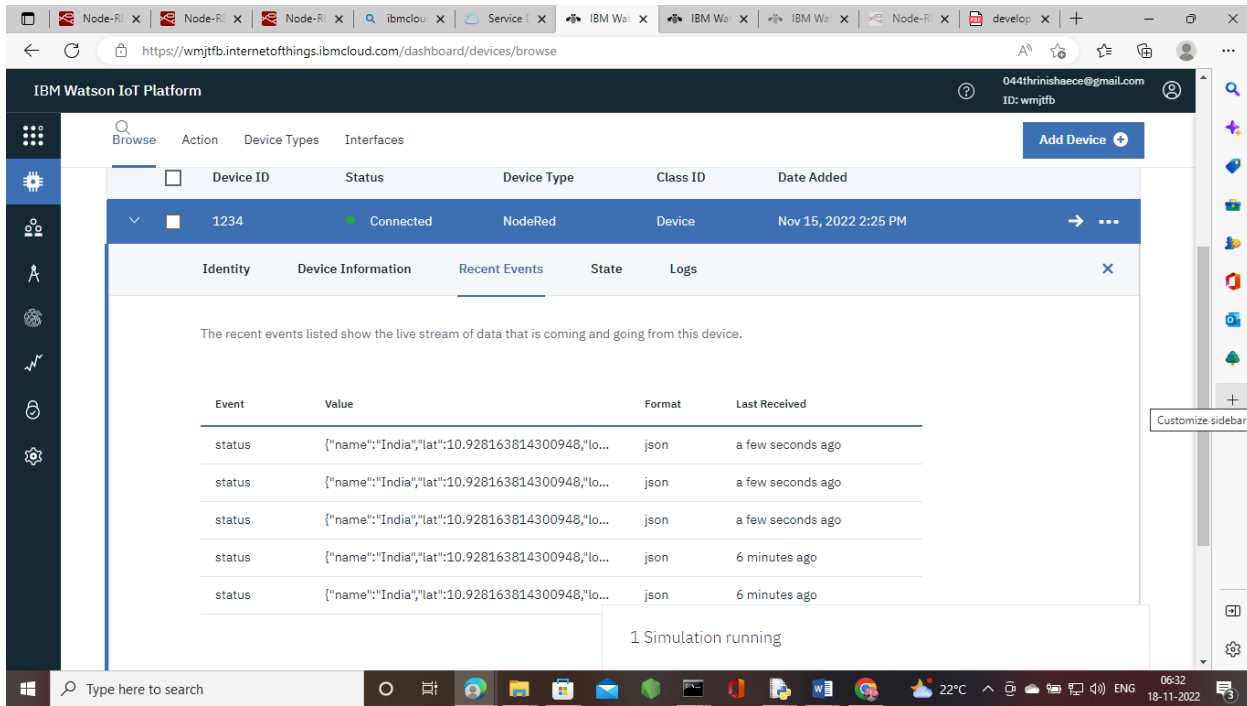 Node-RE
Node-RE
Node-RE
ibmclou
Service D
IBM Wat
IBM Wat
IBM Wat
Node-R
develop
https://wmjtfb.internetofthings.ibmcloud.com/dashboard/devices/browse
IBM Watson IoT Platform
044thrinishaece@gmail.com
ID: wmjtfb
Browse Action Device Types Interfaces
Add Device
Device ID Status Device Type Class ID Date Added
1234 Connected NodeRed Device Nov 15, 2022 2:25 PM
Identity Device Information Recent Events State Logs
The recent events listed show the live stream of data that is coming and going from this device.
Event Value Format Last Received
Customize sidebar
status {"name":"India","lat":10.928163814300948,"lo... json a few seconds ago
status {"name":"India","lat":10.928163814300948,"lo... json a few seconds ago
status {"name":"India","lat":10.928163814300948,"lo... json a few seconds ago
status {"name":"India","lat":10.928163814300948,"lo... json 6 minutes ago
status {"name":"India","lat":10.928163814300948,"lo... json 6 minutes ago
1 Simulation running
Type here to search
22°C
ENG
06:32
18-11-2022
3